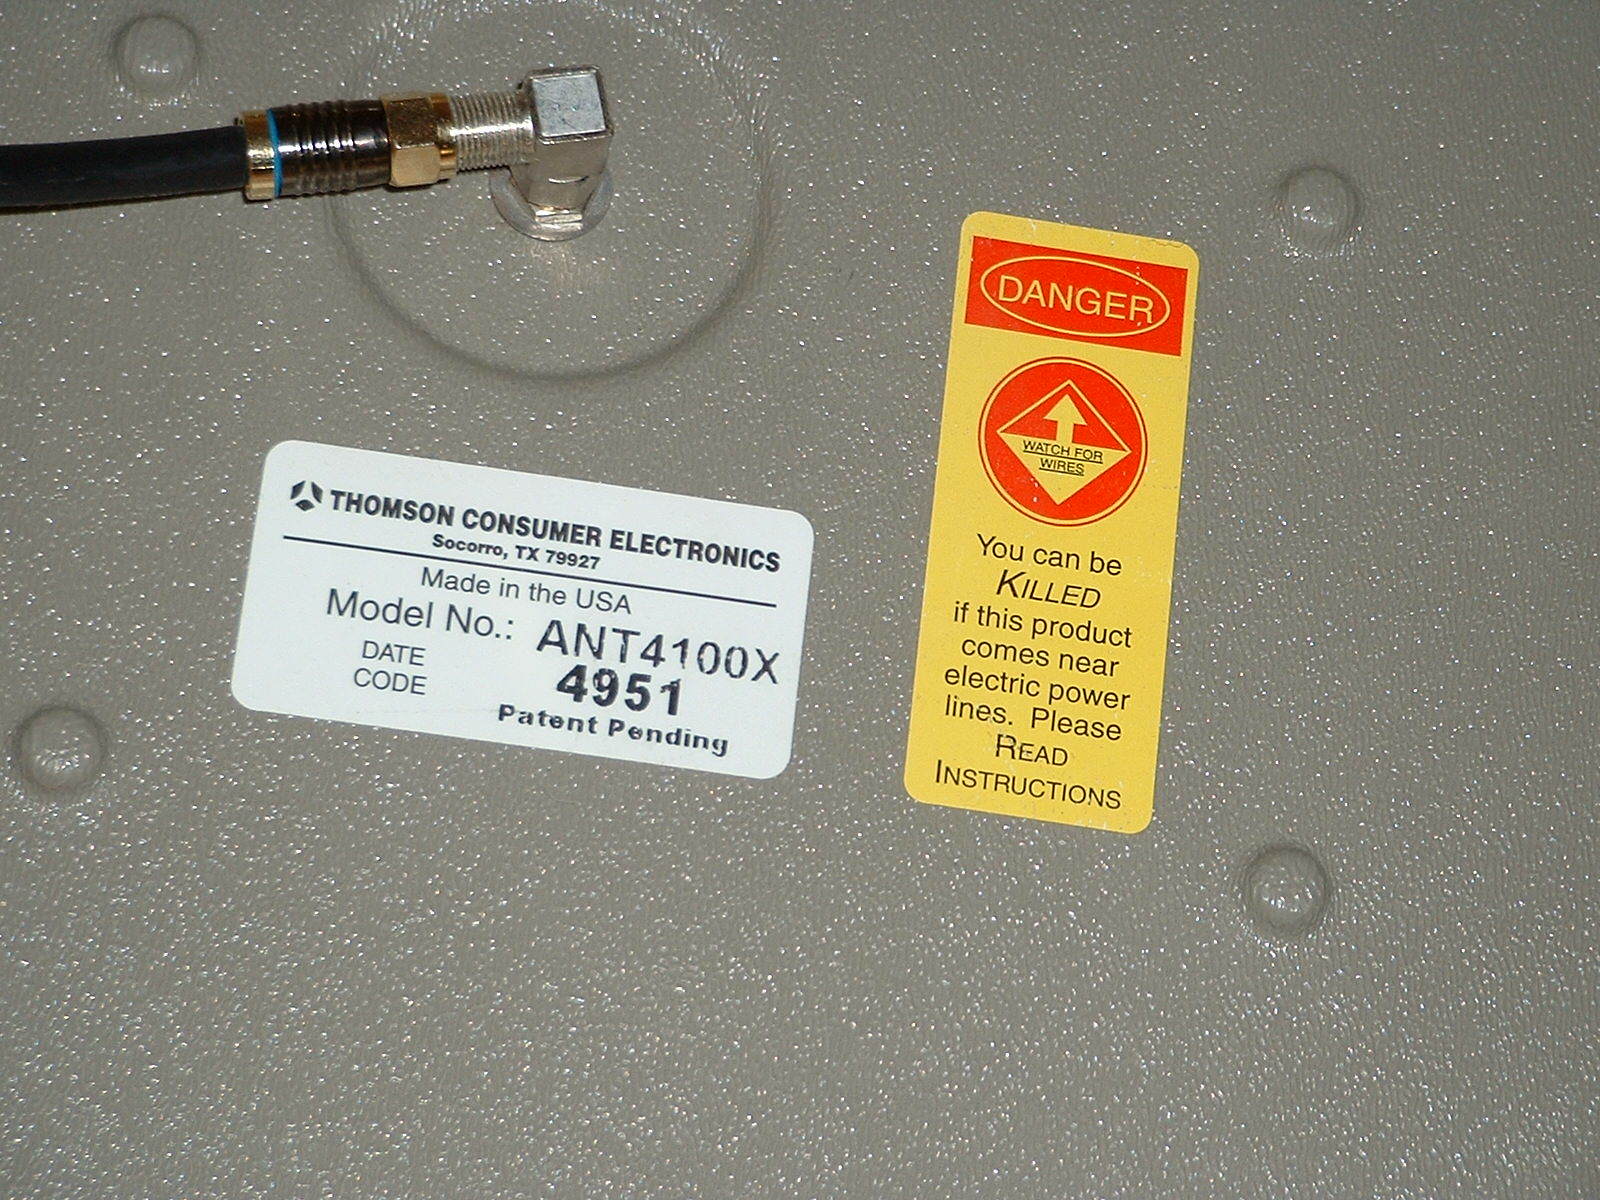 THOMSON CONSUMER ELECTRONICS
Socorro, TX 79927
Made in the USA
Model No.: ANT4100X
DATE CODE 4951
Patent Pending
DANGER
WATCH FOR
WIRES
You can be
KILLED
if this product
comes near
electric power
lines. Please
READ
INSTRUCTIONS